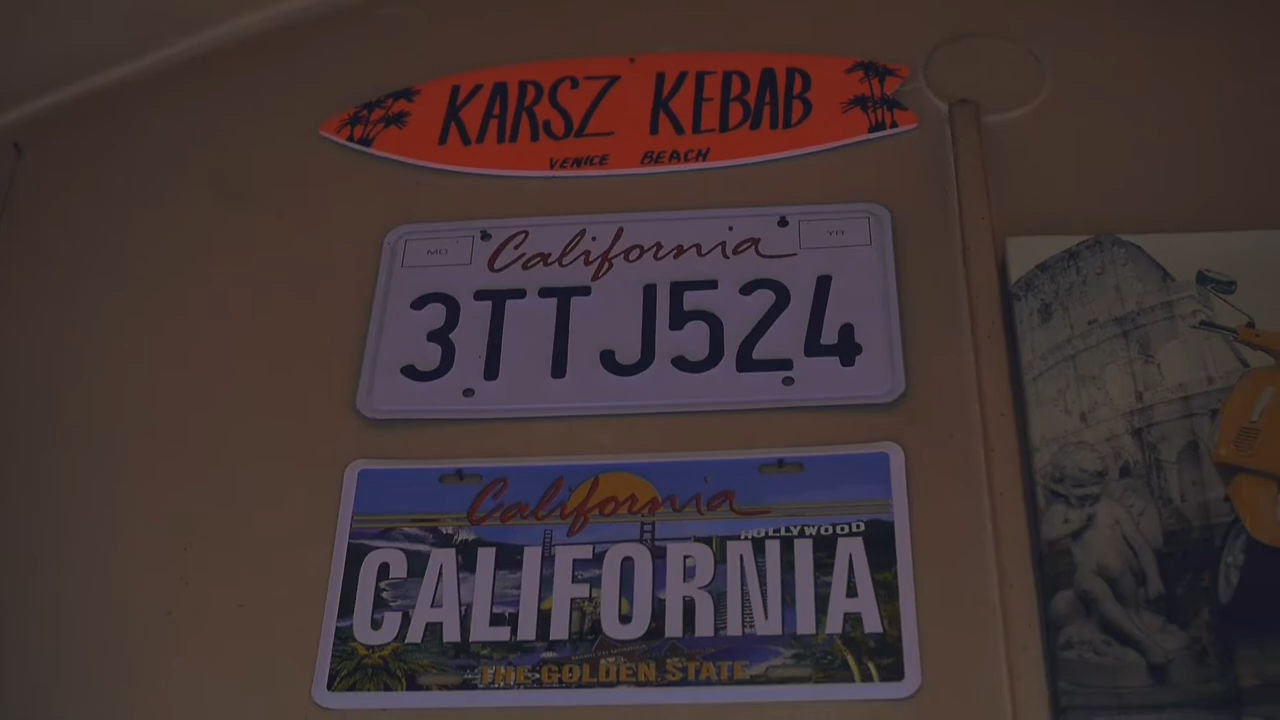 KARSZ KEBAB
VENICE BEACH
MO
California
YR
3TTJ524
California
HOLLYWOOD
CALIFORNIA
THE GOLDEN STATE